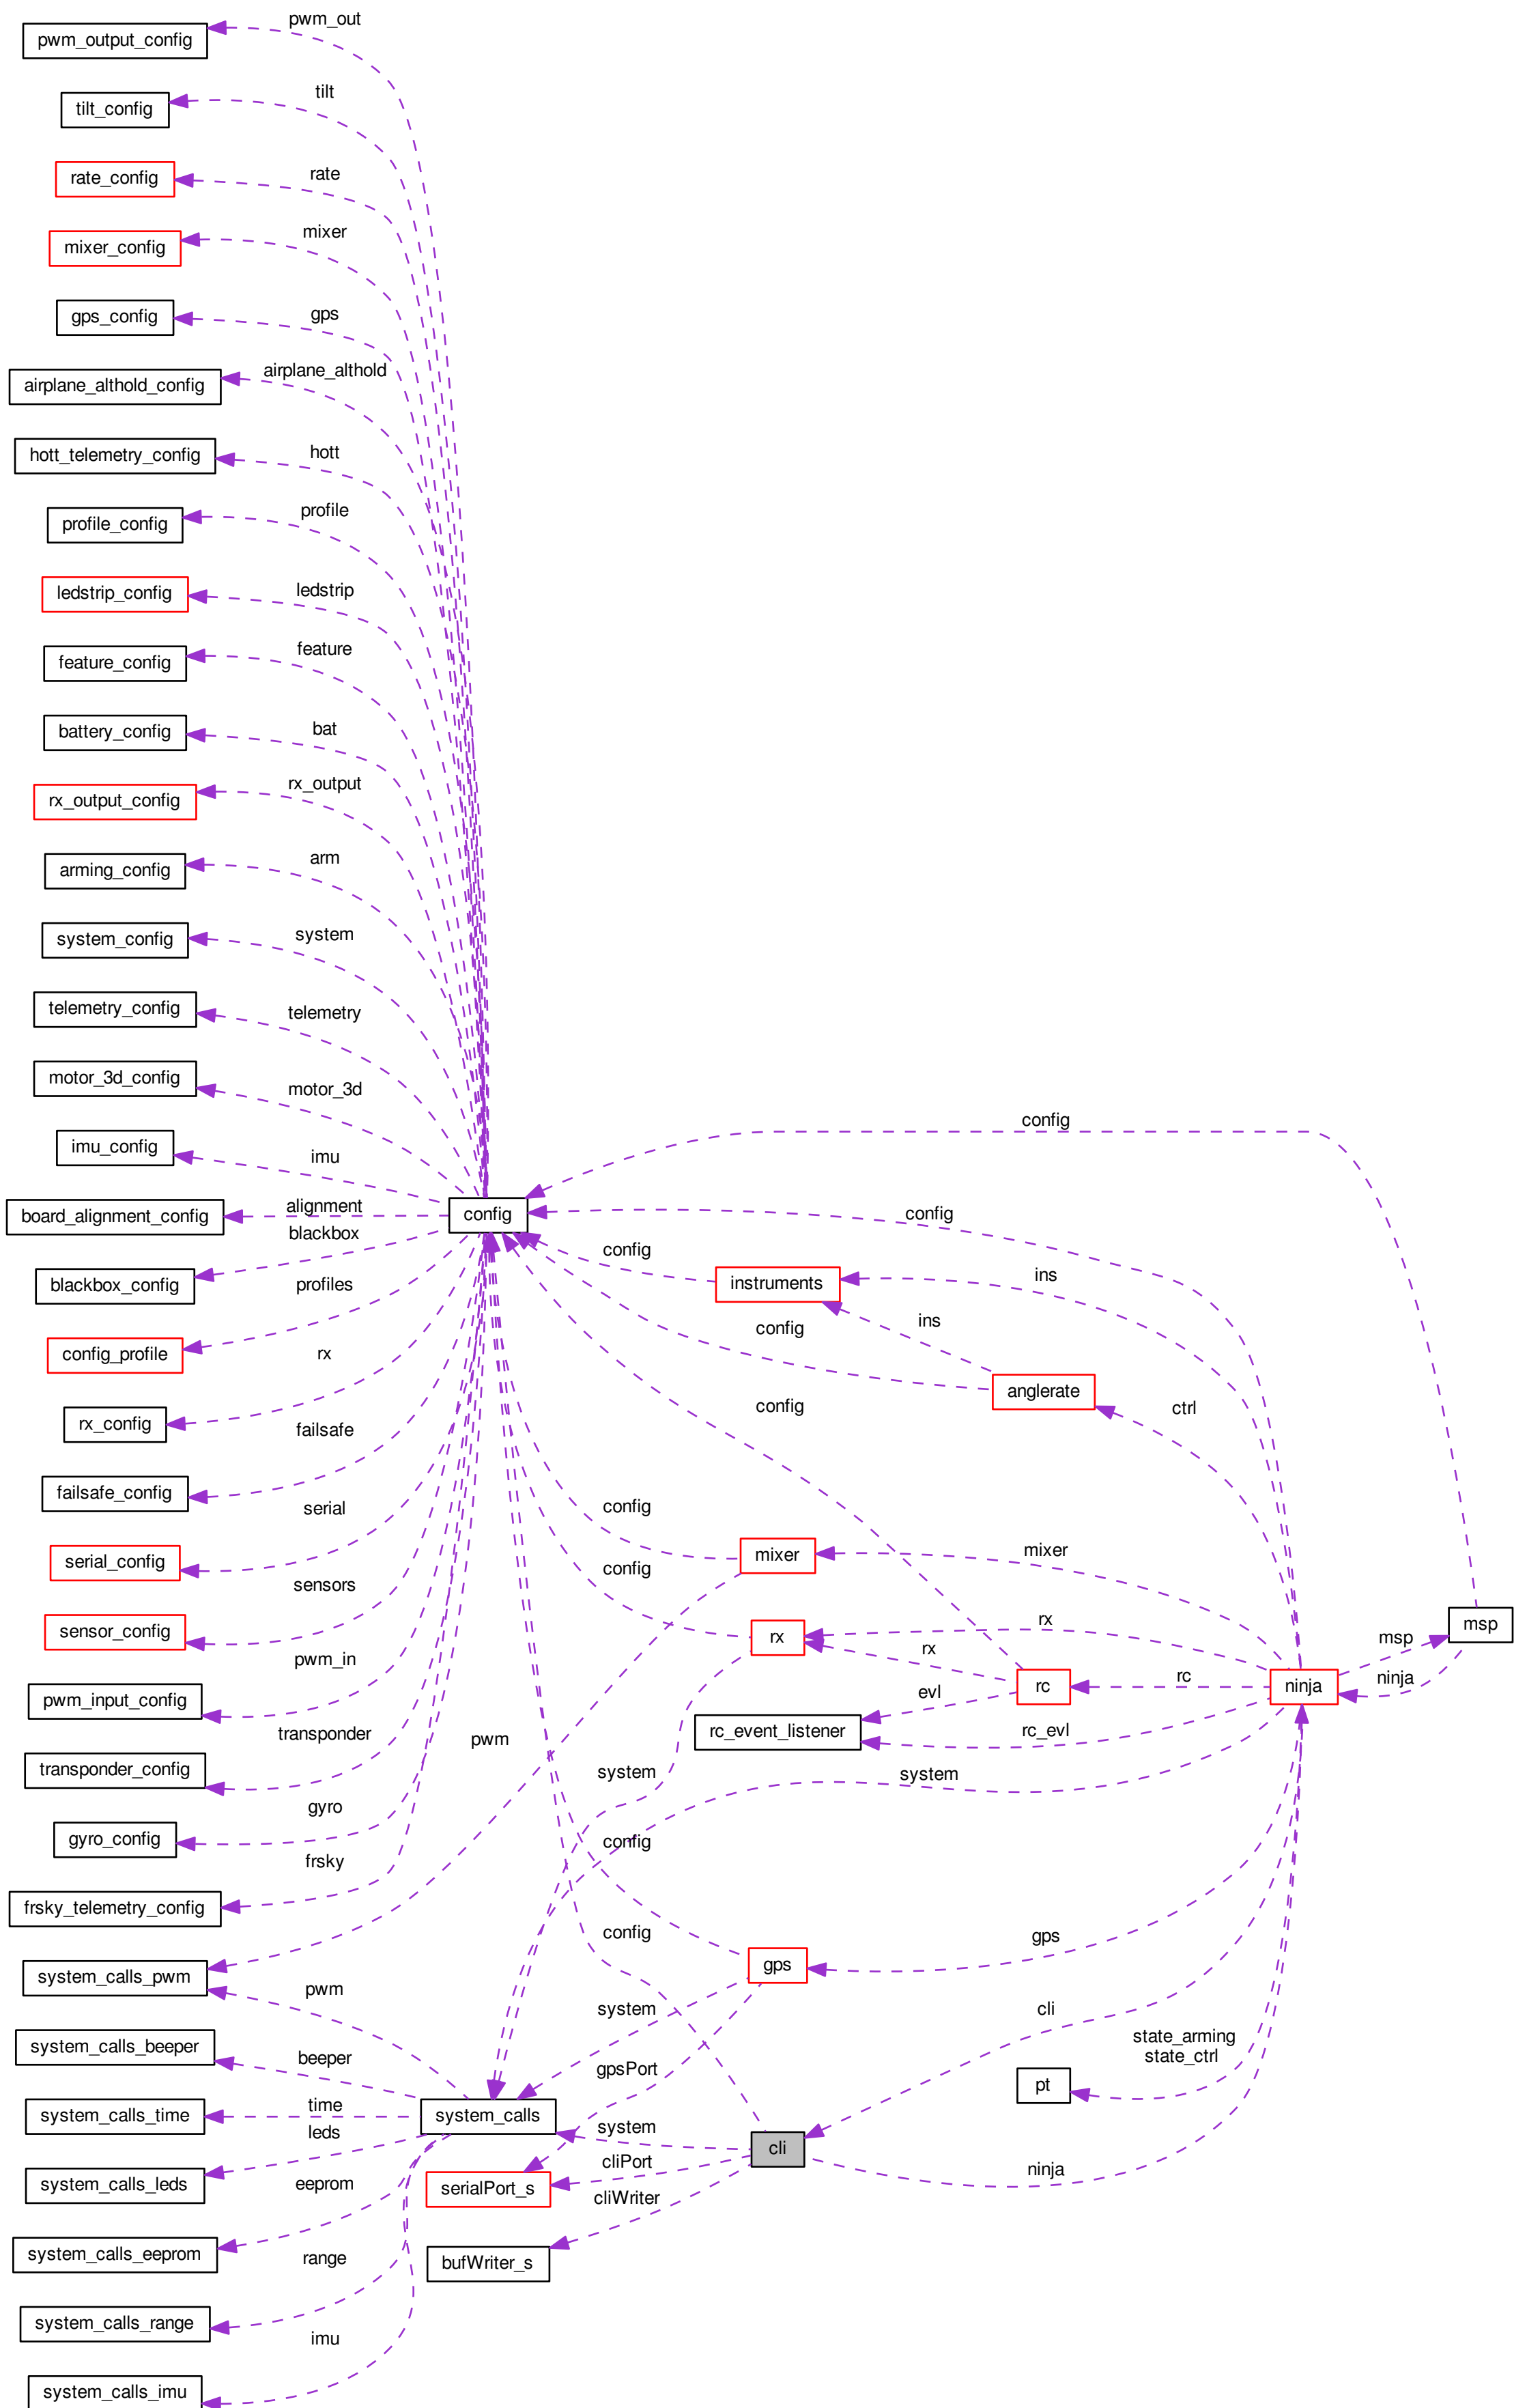 pwm_output_config
pwm_out
tilt_config
tilt
rate_config
rate
mixer_config
mixer
gps_config
gps
airplane_althold_config
airplane_althold
hott_telemetry_config
hott
profile_config
profile
ledstrip_config
ledstrip
feature_config
feature
battery_config
bat
rx_output_config
rx_output
arming_config
arm
system_config
system
telemetry_config
telemetry
motor_3d_config
motor_3d
imu_config
imu
board_alignment_config
alignment
blackbox
blackbox_config
profiles
config_profile
rx
rx_config
failsafe
failsafe_config
serial
serial_config
sensors
sensor_config
pwm_in
pwm_input_config
transponder
transponder_config
gyro
gyro_config
frsky
frsky_telemetry_config
system_calls_pwm
pwm
system_calls_beeper
beeper
system_calls_time
time
leds
system_calls_leds
eeprom
system_calls_eeprom
range
system_calls_range
imu
system_calls_imu
config
pwm
system_calls
serialPort_s
bufWriter_s
config
config
config
system
config
config
system
gpsPort
system
cliPort
cliWriter
instruments
config
config
mixer
rx
rc_event_listener
gps
cli
config
ins
rx
evl
system
config
ins
anglerate
mixer
rx
rc
rc_evl
gps
cli
pt
ninja
ctrl
rc
state_arming
state_ctrl
ninja
msp
ninja
msp